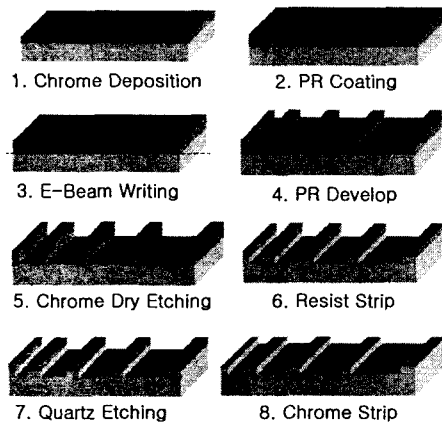 1. Chrome Deposition
2. PR Coating
3. E-Beam Writing
4. PR Develop
5. Chrome Dry Etching
6. Resist Strip
7. Quartz Etching
8. Chrome Strip